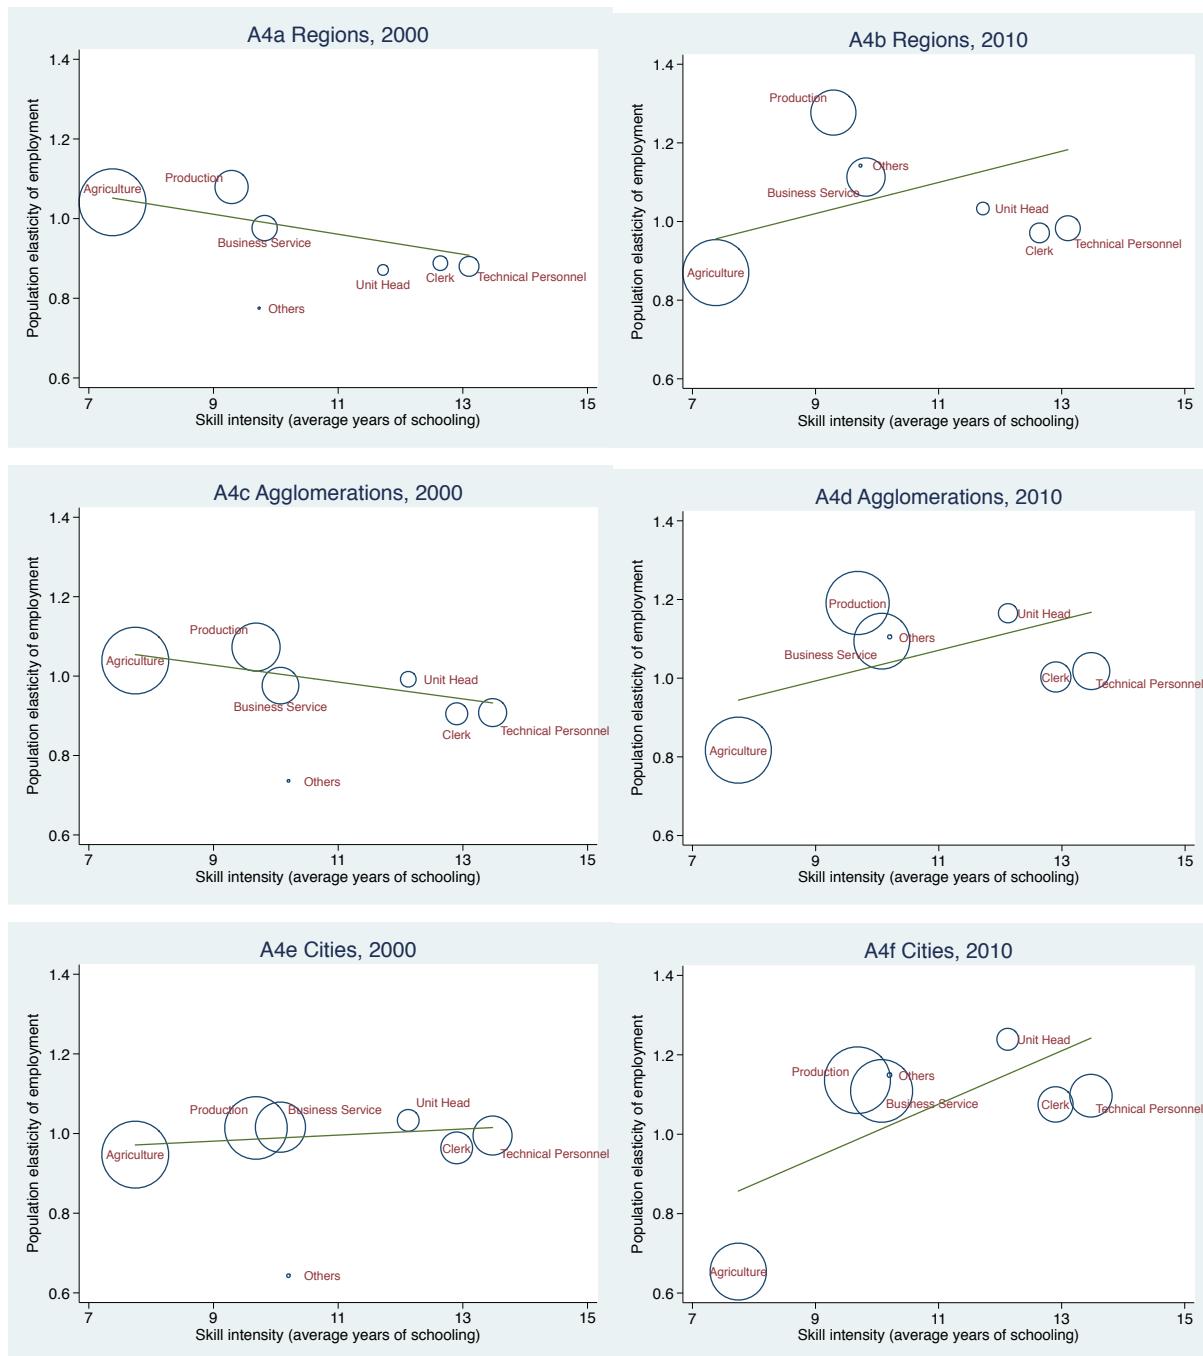 A4a Regions, 2000
Population elasticity of employment
1.4
1.2
1.0
0.8
0.6
Agriculture
Production
Business Service
Unit Head
Clerk
Technical Personnel
Others
7 9 11 13 15
Skill intensity (average years of schooling)
A4b Regions, 2010
Population elasticity of employment
1.4
1.2
1.0
0.8
0.6
Production
Others
Business Service
Unit Head
Clerk
Technical Personnel
Agriculture
7 9 11 13 15
Skill intensity (average years of schooling)
A4c Agglomerations, 2000
Population elasticity of employment
1.4
1.2
1.0
0.8
0.6
Production
Agriculture
Business Service
Unit Head
Clerk
Technical Personnel
Others
7 9 11 13 15
Skill intensity (average years of schooling)
A4d Agglomerations, 2010
Population elasticity of employment
1.4
1.2
1.0
0.8
0.6
Production
Unit Head
Others
Business Service
Clerk
Technical Personnel
Agriculture
7 9 11 13 15
Skill intensity (average years of schooling)
A4e Cities, 2000
Population elasticity of employment
1.4
1.2
1.0
0.8
0.6
Production
Business Service
Unit Head
Agriculture
Clerk
Technical Personnel
Others
7 9 11 13 15
Skill intensity (average years of schooling)
A4f Cities, 2010
Population elasticity of employment
1.4
1.2
1.0
0.8
0.6
Unit Head
Production
Others
Business Service
Clerk
Technical Personnel
Agriculture
7 9 11 13 15
Skill intensity (average years of schooling)